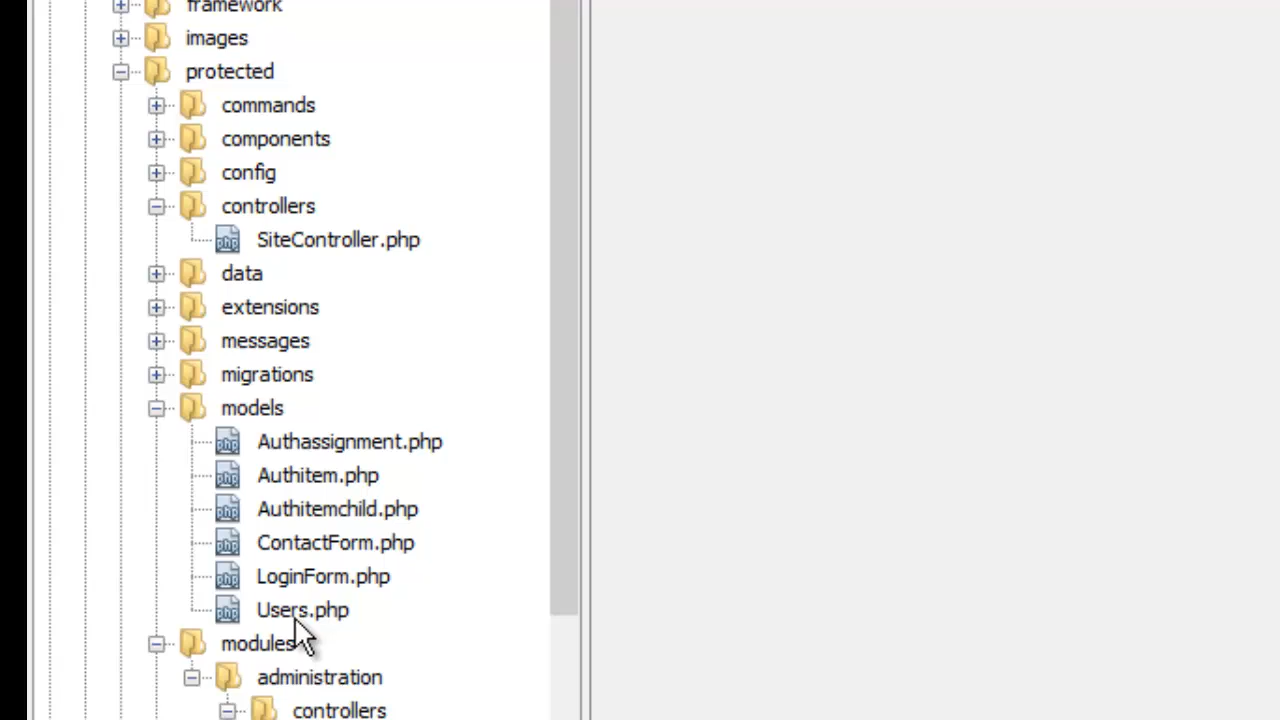 framework
images
protected
commands
components
config
controllers
SiteController.php
data
extensions
messages
migrations
models
Authassignment.php
Authitem.php
Authitemchild.php
ContactForm.php
LoginForm.php
Users.php
modules
administration
controllers